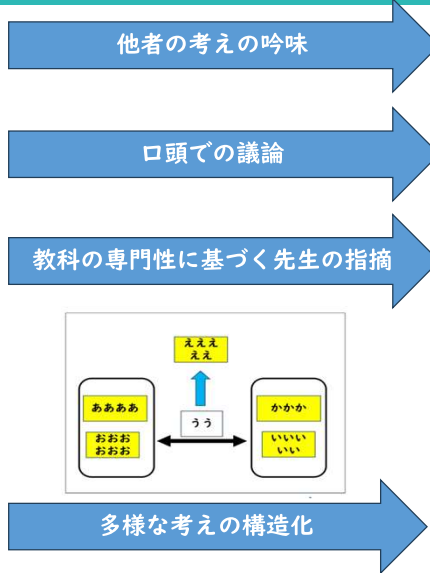 他者の考えの吟味
口頭での議論
教科の専門性に基づく先生の指摘
えええ
ええ
ああああ
かかか
うう
おおお
おおお
いいい
いい
多様な考えの構造化